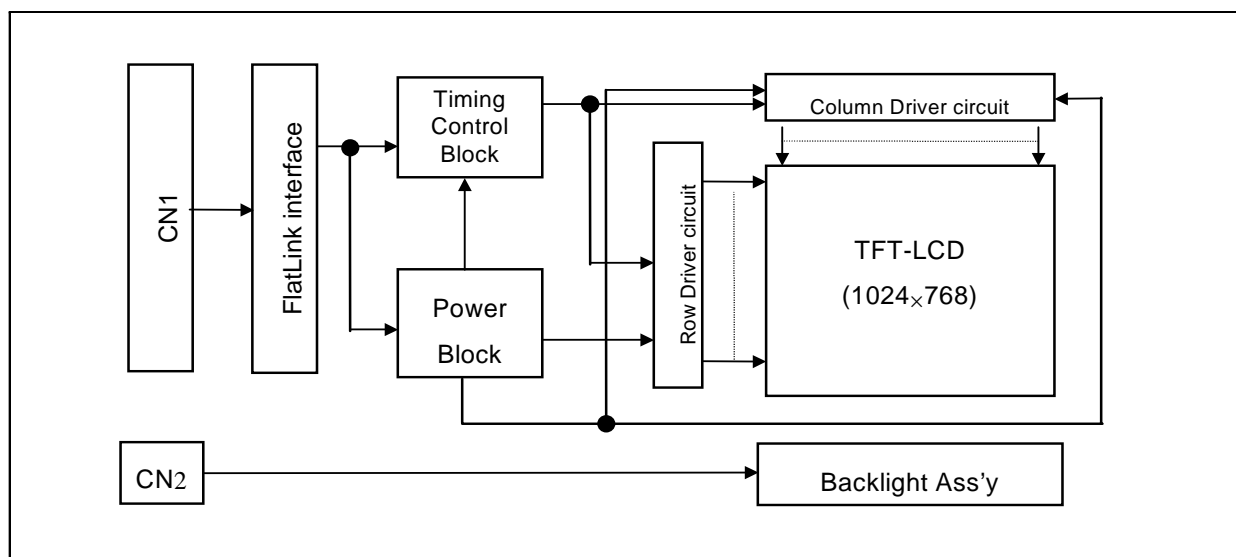 CN1
FlatLink interface
Timing
Control
Block
Power
Block
Row Driver circuit
Column Driver circuit
TFT-LCD
(1024×768)
CN2
Backlight Ass'y